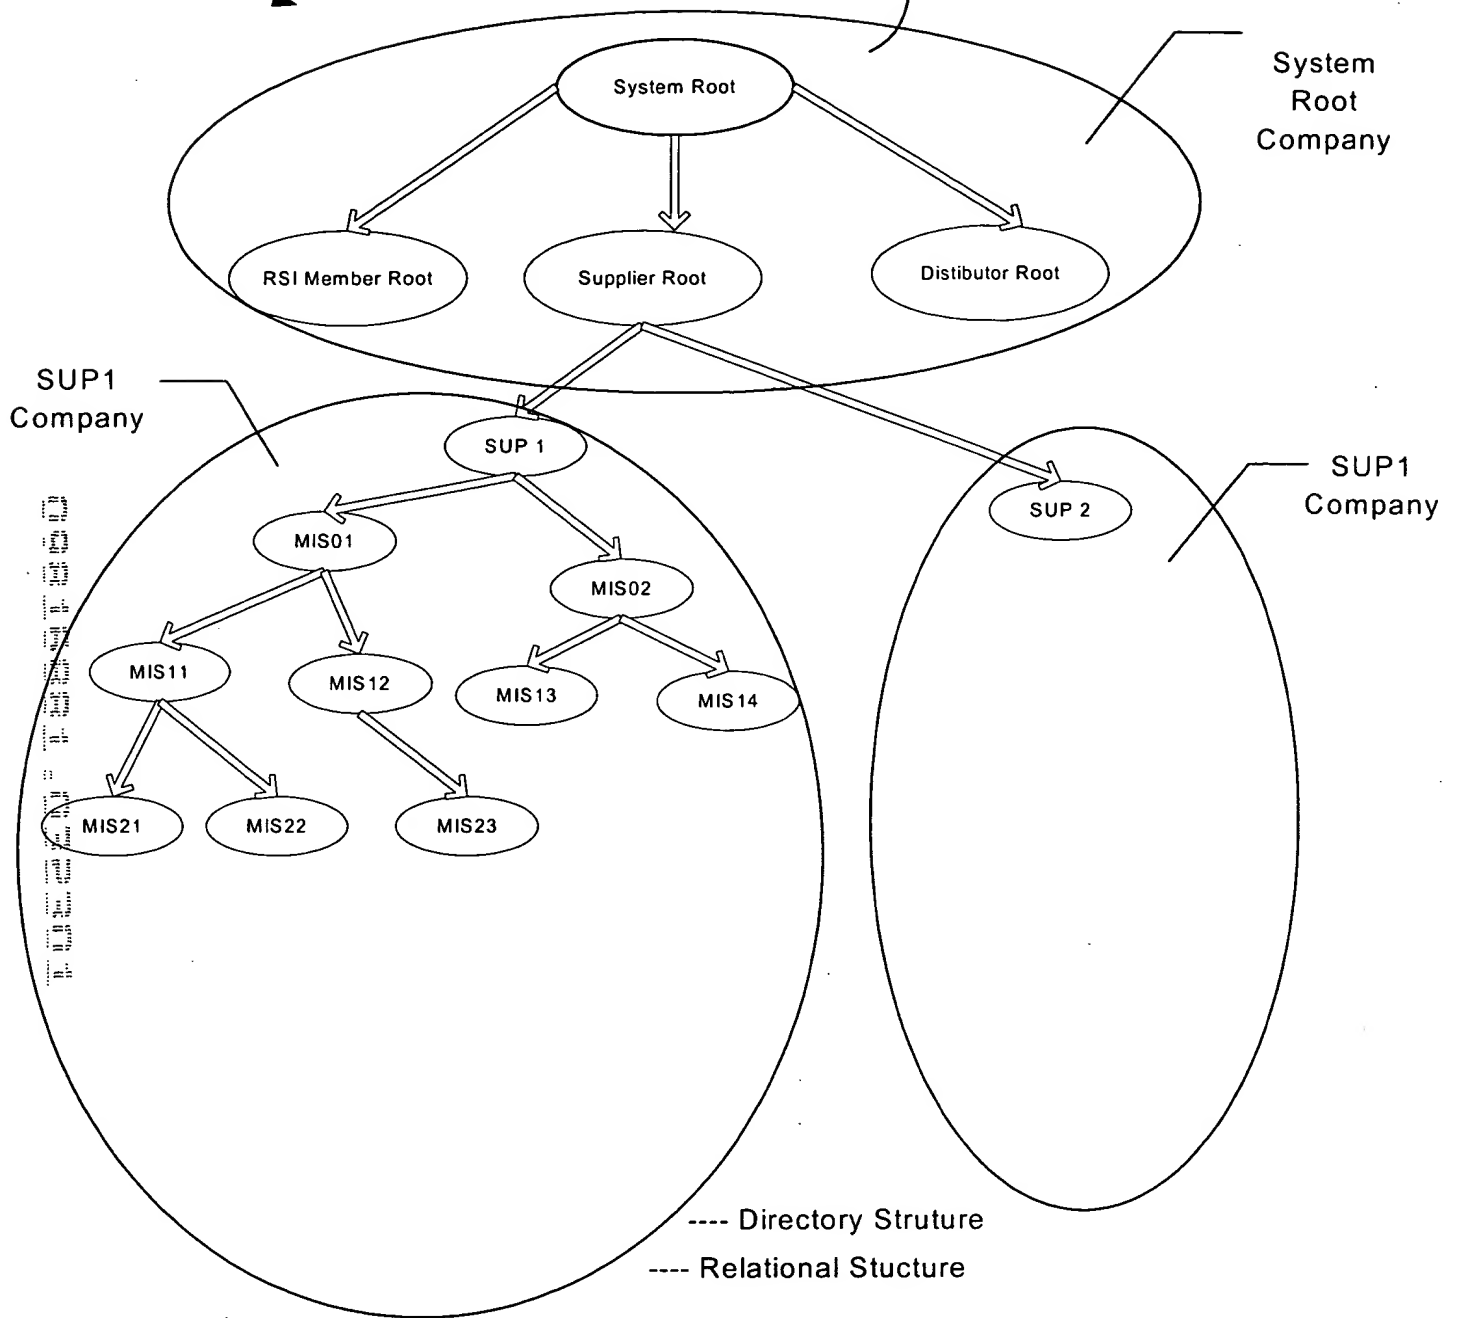 System Root
System
Root
Company
RSI Member Root
Supplier Root
Distibutor Root
SUP1
Company
SUP 1
SUP1
Company
SUP 2
MIS01
MIS02
MIS11
MIS12
MIS13
MIS14
MIS21
MIS22
MIS23
---- Directory Struture
---- Relational Stucture